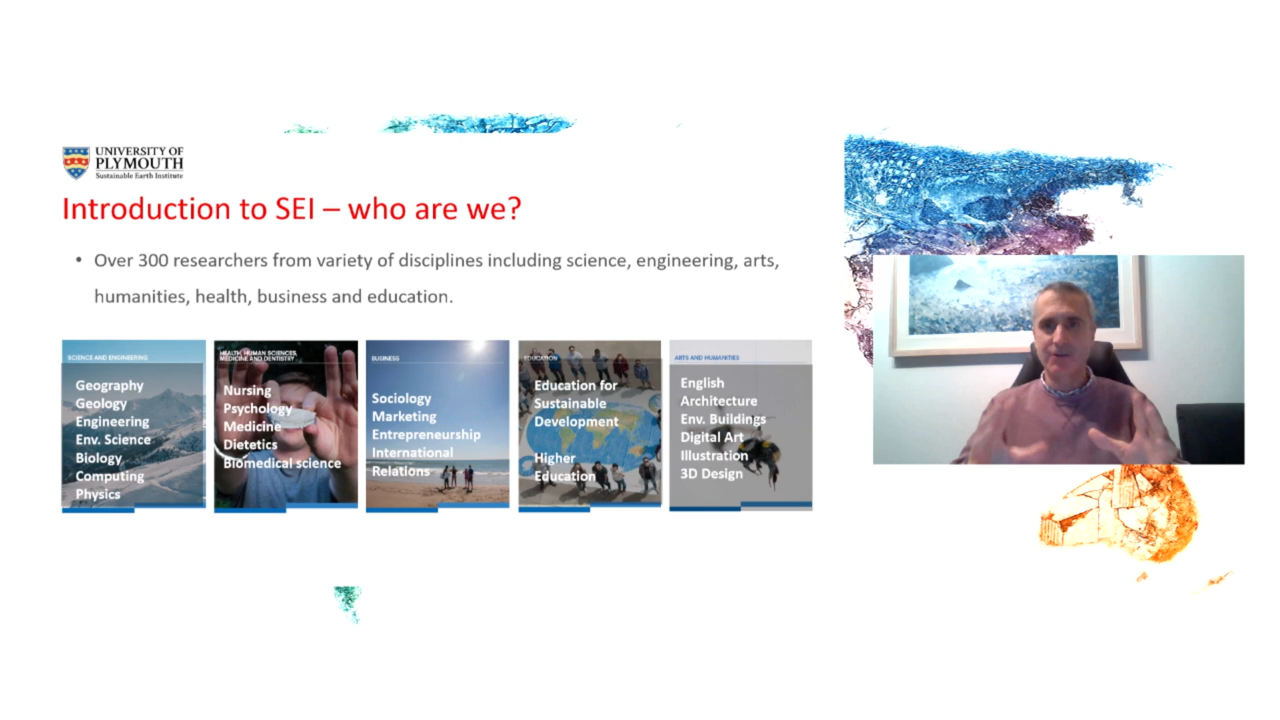 UNIVERSITY OF
PLYMOUTH
Sustainable Earth Institute
Introduction to SEI – who are we?
• Over 300 researchers from variety of disciplines including science, engineering, arts,
humanities, health, business and education.
SCIENCE AND ENGINEERING
Geography
Geology
Engineering
Env. Science
Biology
Computing
Physics
HEALTH, HUMAN SCIENCES,
MEDICINE AND DENTISTRY
Nursing
Psychology
Medicine
Dietetics
Biomedical science
BUSINESS
Sociology
Marketing
Entrepreneurship
International
Relations
EDUCATION
Education for
Sustainable
Development
Higher
Education
ARTS AND HUMANITIES
English
Architecture
Env. Buildings
Digital Art
Illustration
3D Design